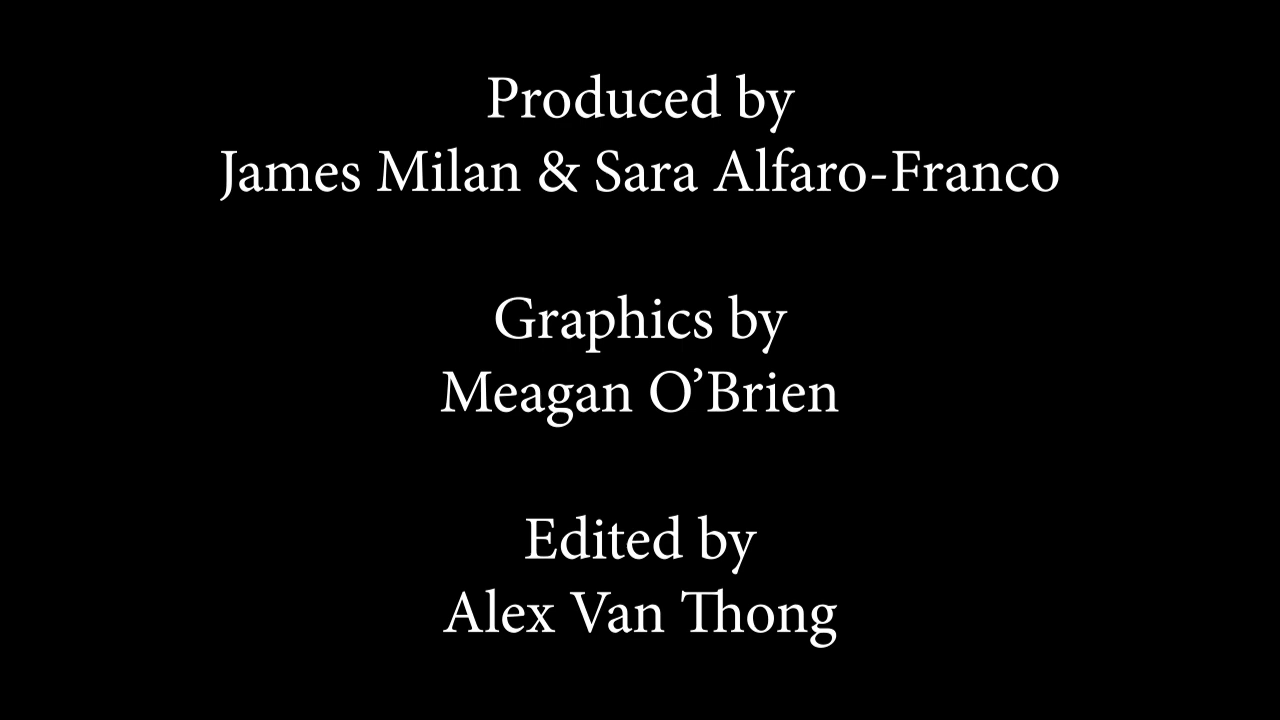 Produced by
James Milan & Sara Alfaro-Franco
Graphics by
Meagan O’Brien
Edited by
Alex Van Thong